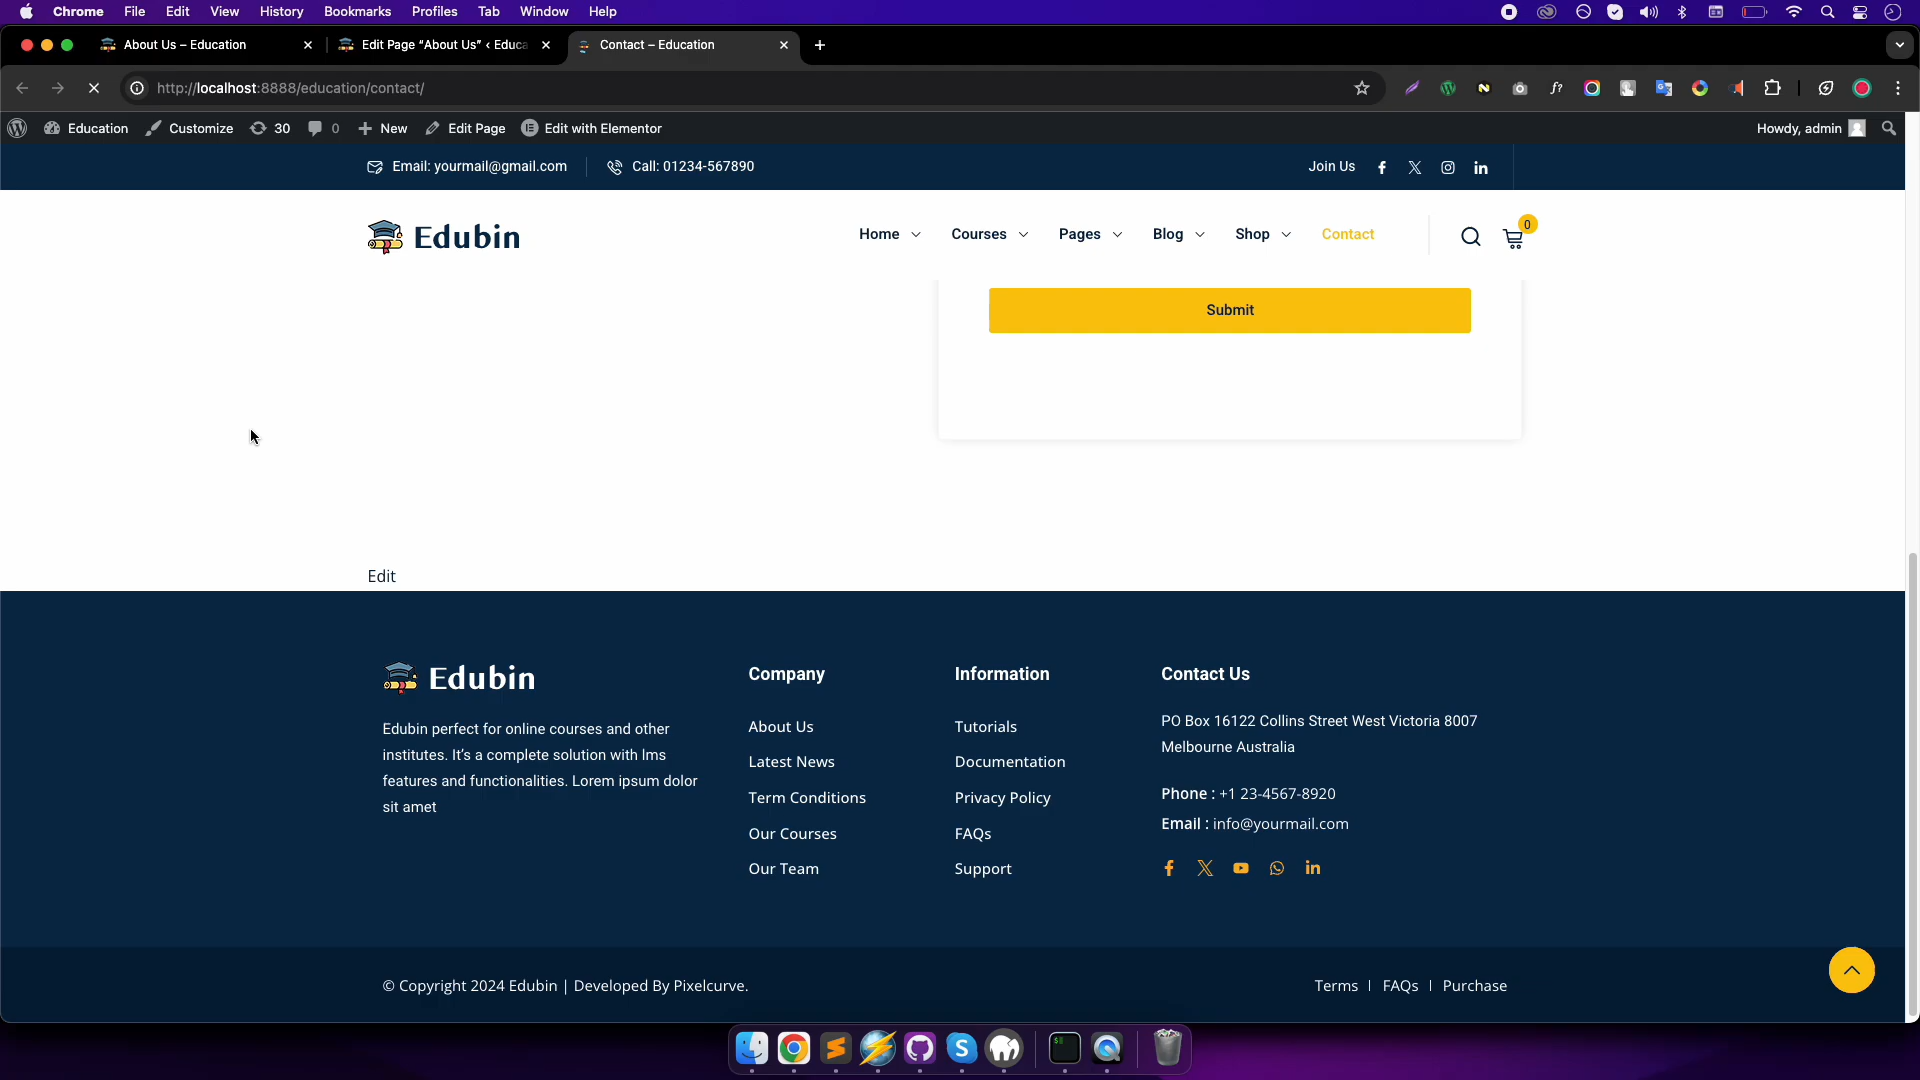 Chrome File Edit View History Bookmarks Profiles Tab Window Help
About Us – Education
Edit Page “About Us” ‹ Educa
Contact – Education
http://localhost:8888/education/contact/
Education Customize 30 0 New Edit Page Edit with Elementor
Howdy, admin
Email: yourmail@gmail.com
Call: 01234-567890
Join Us
Edubin
Home Courses Pages Blog Shop Contact
0
Submit
Edit
Edubin
Edubin perfect for online courses and other
institutes. It’s a complete solution with lms
features and functionalities. Lorem ipsum dolor
sit amet
Company
About Us
Latest News
Term Conditions
Our Courses
Our Team
Information
Tutorials
Documentation
Privacy Policy
FAQs
Support
Contact Us
PO Box 16122 Collins Street West Victoria 8007
Melbourne Australia
Phone : +1 23-4567-8920
Email : info@yourmail.com
© Copyright 2024 Edubin | Developed By Pixelcurve.
Terms | FAQs | Purchase